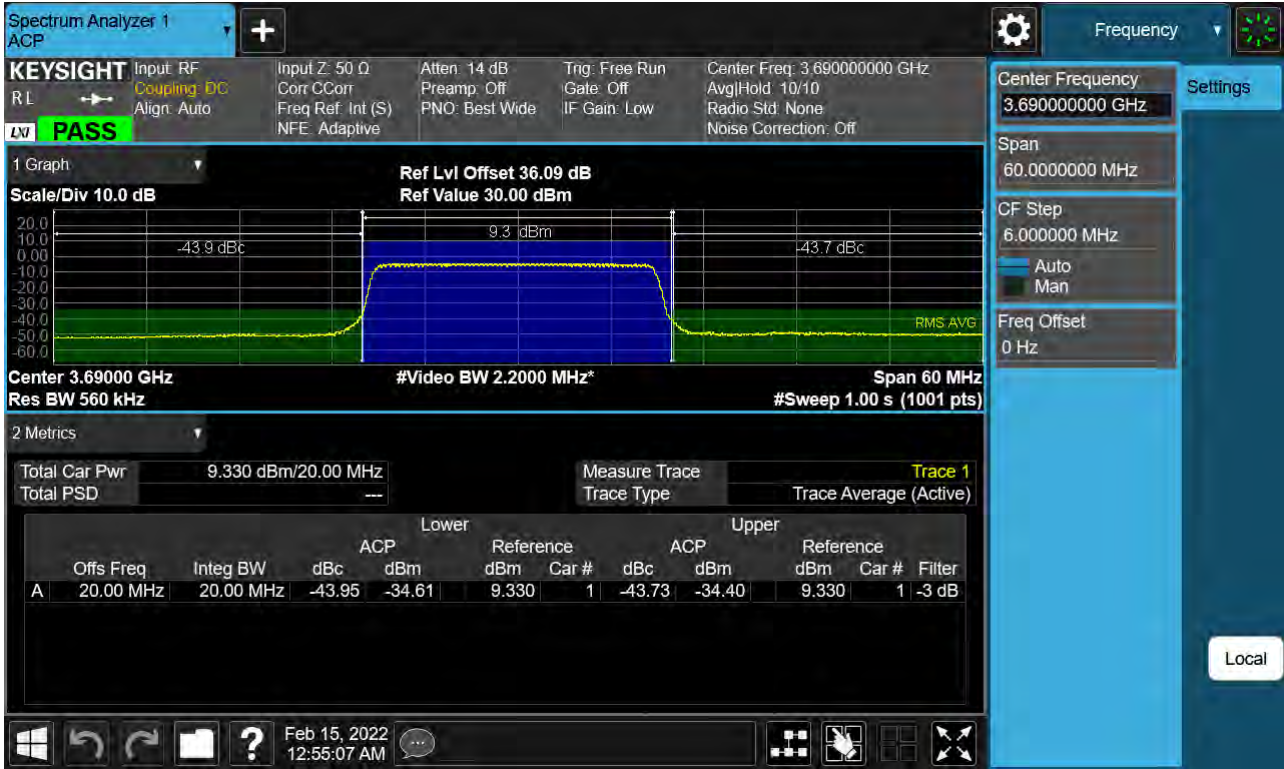 Spectrum Analyzer 1
ACP
Frequency
KEYSIGHT
R L
LXI
PASS
Input: RF
Coupling: DC
Align: Auto
Input Z: 50 Ω
Corr CCorr
Freq Ref: Int (S)
NFE: Adaptive
Atten: 14 dB
Preamp: Off
PNO: Best Wide
Trig: Free Run
Gate: Off
IF Gain: Low
Center Freq: 3.690000000 GHz
Avg|Hold: 10/10
Radio Std: None
Noise Correction: Off
Center Frequency
3.690000000 GHz
Settings
Span
60.0000000 MHz
CF Step
6.000000 MHz
Auto
Man
Freq Offset
0 Hz
1 Graph
Scale/Div 10.0 dB
Ref Lvl Offset 36.09 dB
Ref Value 30.00 dBm
20.0
10.0
0.00
-10.0
-20.0
-30.0
-40.0
-50.0
-60.0
-43.9 dBc
9.3 dBm
-43.7 dBc
RMS AVG
Center 3.69000 GHz
#Video BW 2.2000 MHz*
Span 60 MHz
Res BW 560 kHz
#Sweep 1.00 s (1001 pts)
2 Metrics
Total Car Pwr 9.330 dBm/20.00 MHz
Total PSD ---
Measure Trace Trace 1
Trace Type Trace Average (Active)
Lower Upper
ACP Reference ACP Reference
Offs Freq Integ BW dBc dBm dBm Car # dBc dBm dBm Car # Filter
A 20.00 MHz 20.00 MHz -43.95 -34.61 9.330 1 -43.73 -34.40 9.330 1 -3 dB
Local
?
Feb 15, 2022
12:55:07 AM